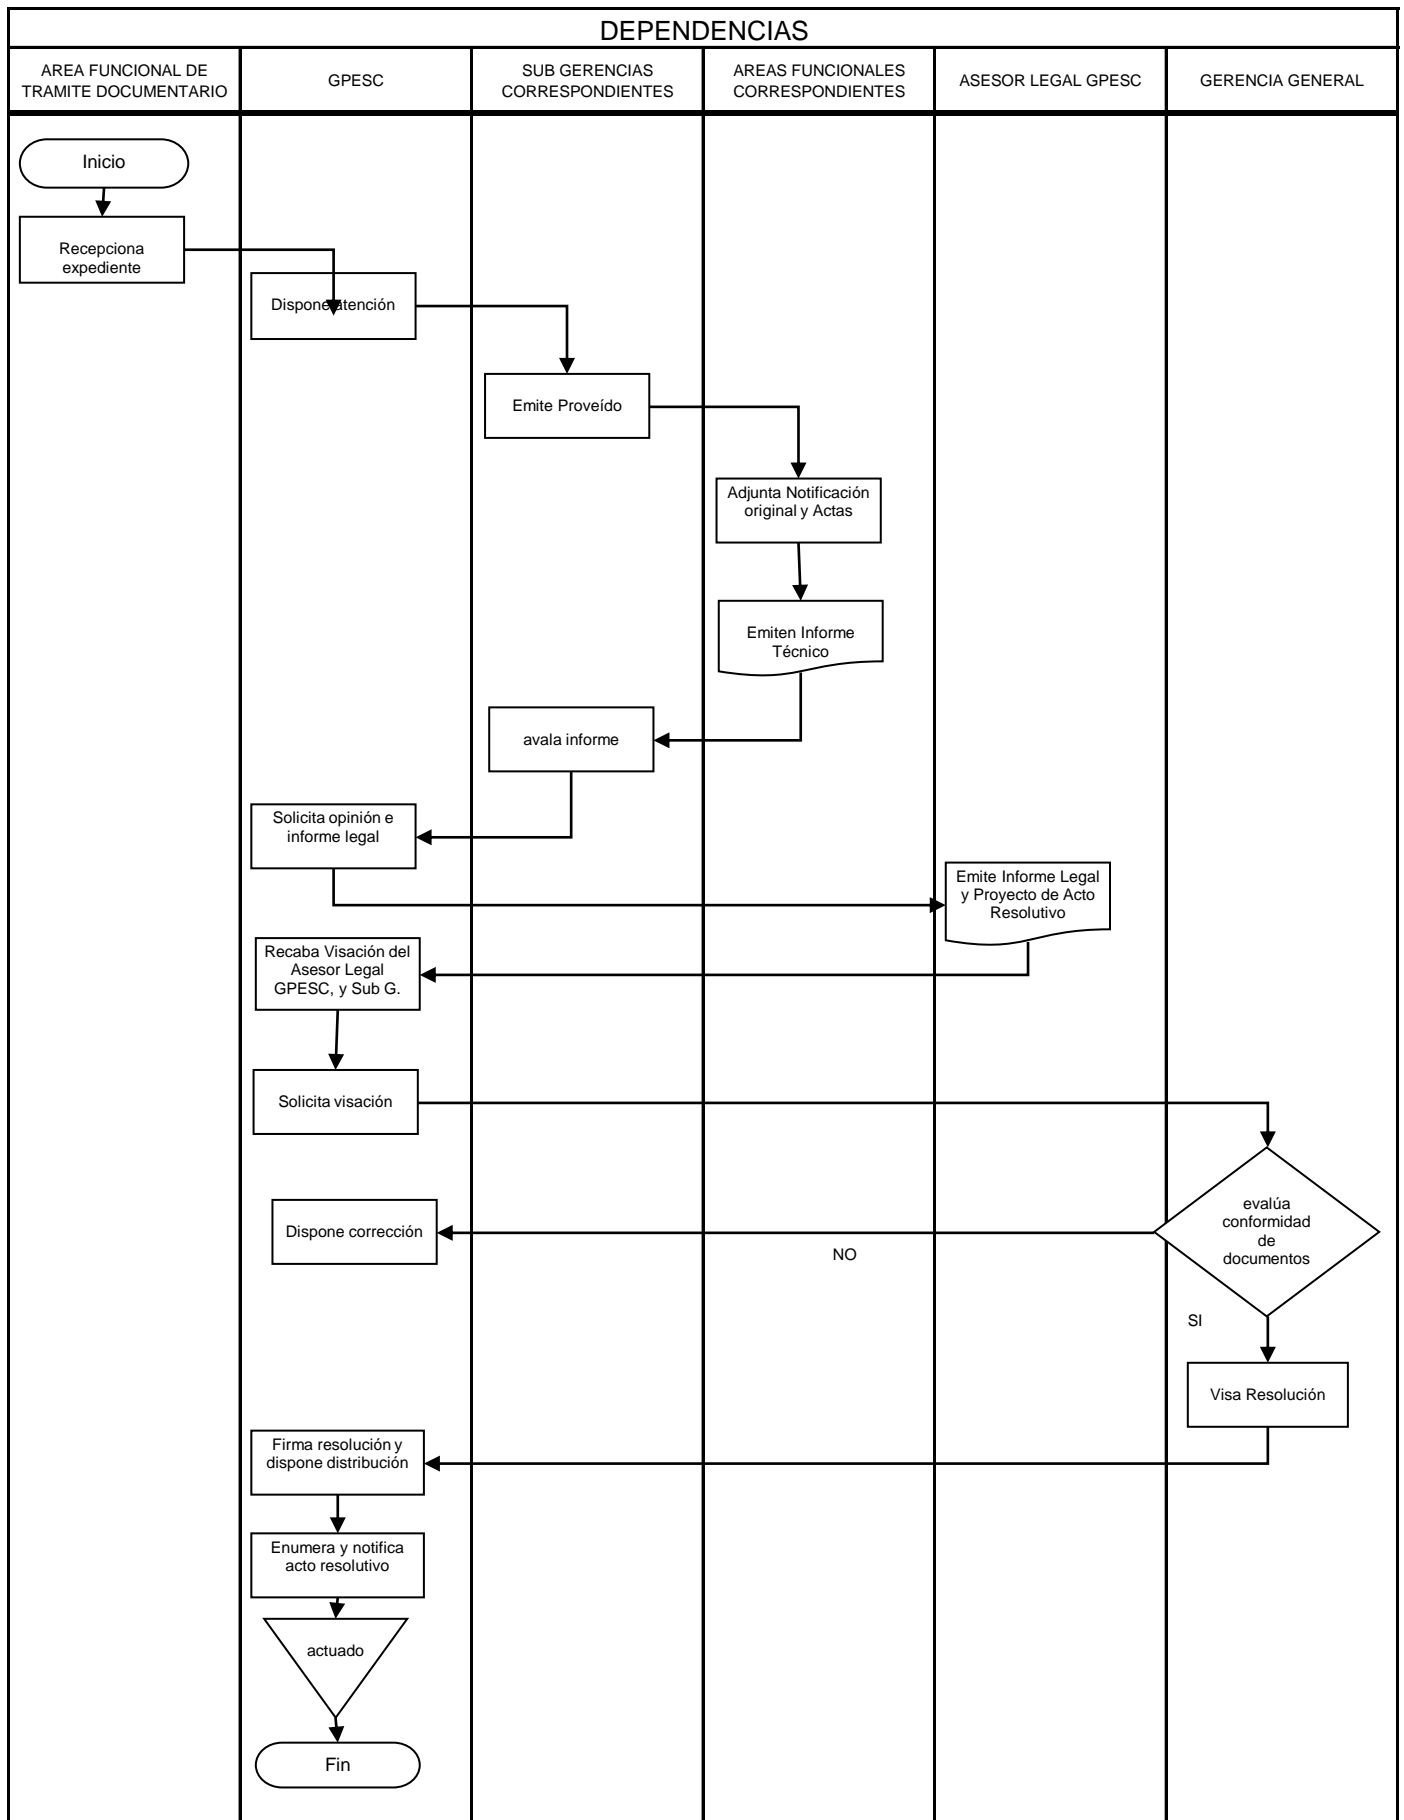 DEPENDENCIAS
AREA FUNCIONAL DE
TRAMITE DOCUMENTARIO
GPESC
SUB GERENCIAS
CORRESPONDIENTES
AREAS FUNCIONALES
CORRESPONDIENTES
ASESOR LEGAL GPESC
GERENCIA GENERAL
Inicio
Recepciona
expediente
Dispone atención
Emite Proveído
Adjunta Notificación
original y Actas
Emiten Informe
Técnico
avala informe
Solicita opinión e
informe legal
Emite Informe Legal
y Proyecto de Acto
Resolutivo
Recaba Visación del
Asesor Legal
GPESC, y Sub G.
Solicita visación
evalúa
conformidad
de
documentos
Dispone corrección
NO
SI
Visa Resolución
Firma resolución y
dispone distribución
Enumera y notifica
acto resolutivo
actuado
Fin